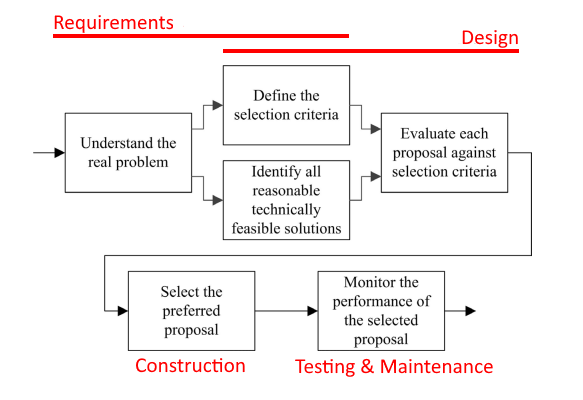 Requirements
Design
Define the
selection criteria
Understand the
real problem
Evaluate each
proposal against
selection criteria
Identify all
reasonable
technically
feasible solutions
Select the
preferred
proposal
Monitor the
performance of
the selected
proposal
Construction
Testing & Maintenance